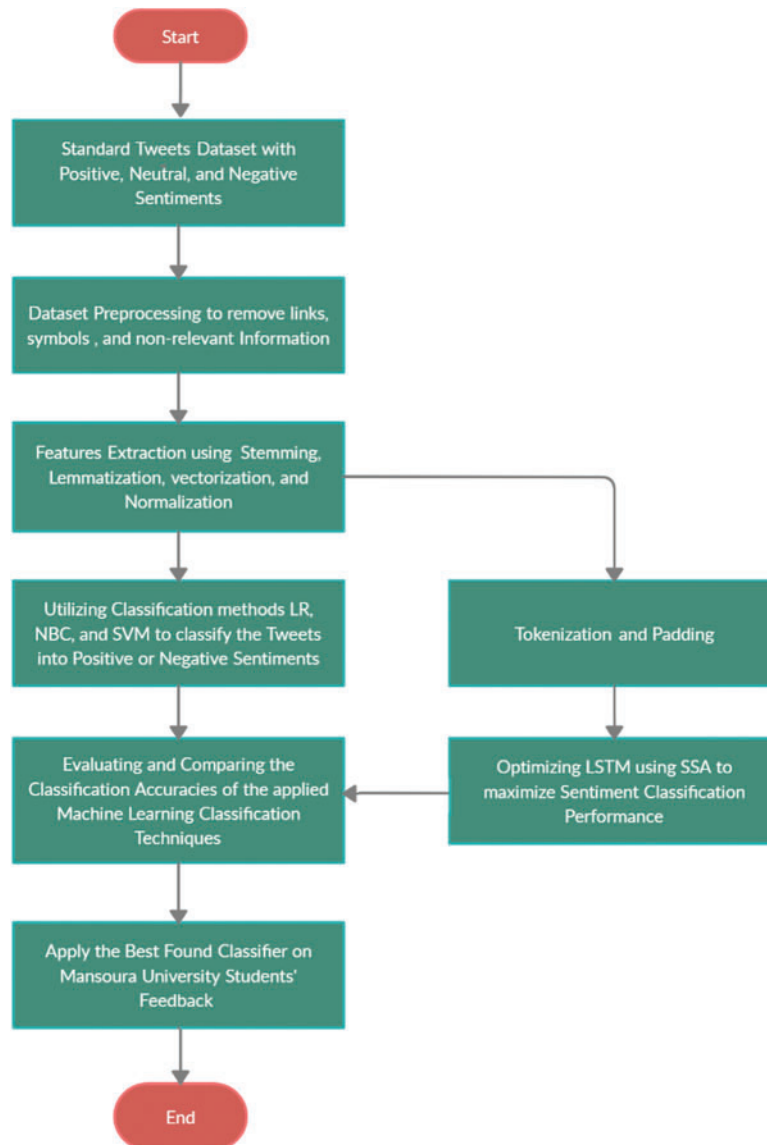 Start
Standard Tweets Dataset with
Positive, Neutral, and Negative
Sentiments
Dataset Preprocessing to remove links,
symbols , and non-relevant Information
Features Extraction using Stemming,
Lemmatization, vectorization, and
Normalization
Utilizing Classification methods LR,
NBC, and SVM to classify the Tweets
into Positive or Negative Sentiments
Tokenization and Padding
Evaluating and Comparing the
Classification Accuracies of the applied
Machine Learning Classification
Techniques
Optimizing LSTM using SSA to
maximize Sentiment Classification
Performance
Apply the Best Found Classifier on
Mansoura University Students'
Feedback
End